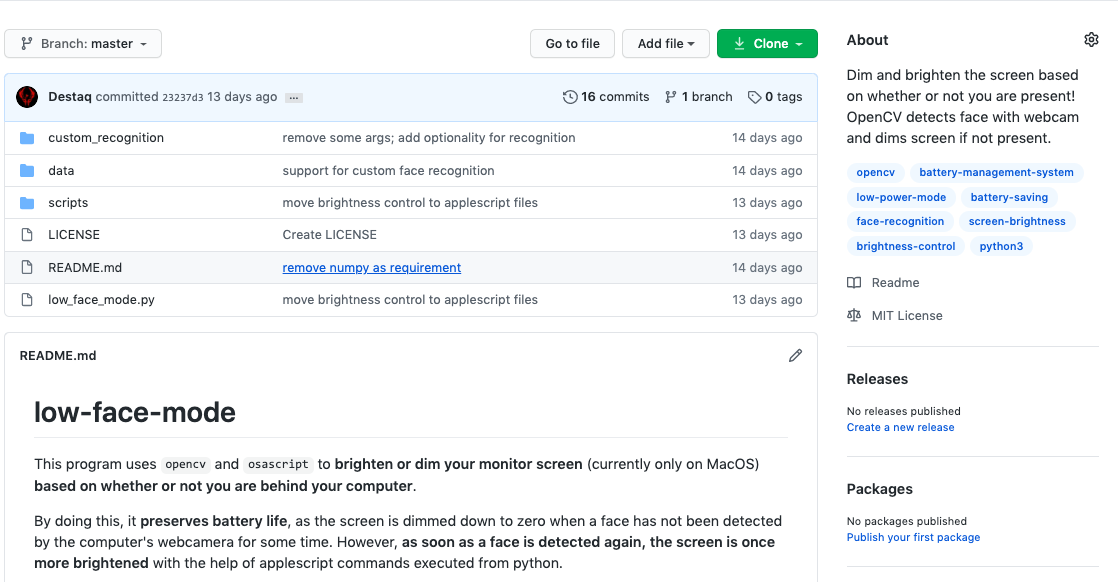 Branch: master
Go to file
Add file
Clone
Destaq committed 23237d3 13 days ago ...
16 commits
1 branch
0 tags
custom_recognition remove some args; add optionality for recognition 14 days ago
data support for custom face recognition 14 days ago
scripts move brightness control to applescript files 13 days ago
LICENSE Create LICENSE 13 days ago
README.md remove numpy as requirement 14 days ago
low_face_mode.py move brightness control to applescript files 13 days ago
README.md
low-face-mode
This program uses opencv and osascript to brighten or dim your monitor screen (currently only on MacOS)
based on whether or not you are behind your computer.
By doing this, it preserves battery life, as the screen is dimmed down to zero when a face has not been detected
by the computer's webcamera for some time. However, as soon as a face is detected again, the screen is once
more brightened with the help of applescript commands executed from python.
About
Dim and brighten the screen based
on whether or not you are present!
OpenCV detects face with webcam
and dims screen if not present.
opencv battery-management-system
low-power-mode battery-saving
face-recognition screen-brightness
brightness-control python3
Readme
MIT License
Releases
No releases published
Create a new release
Packages
No packages published
Publish your first package